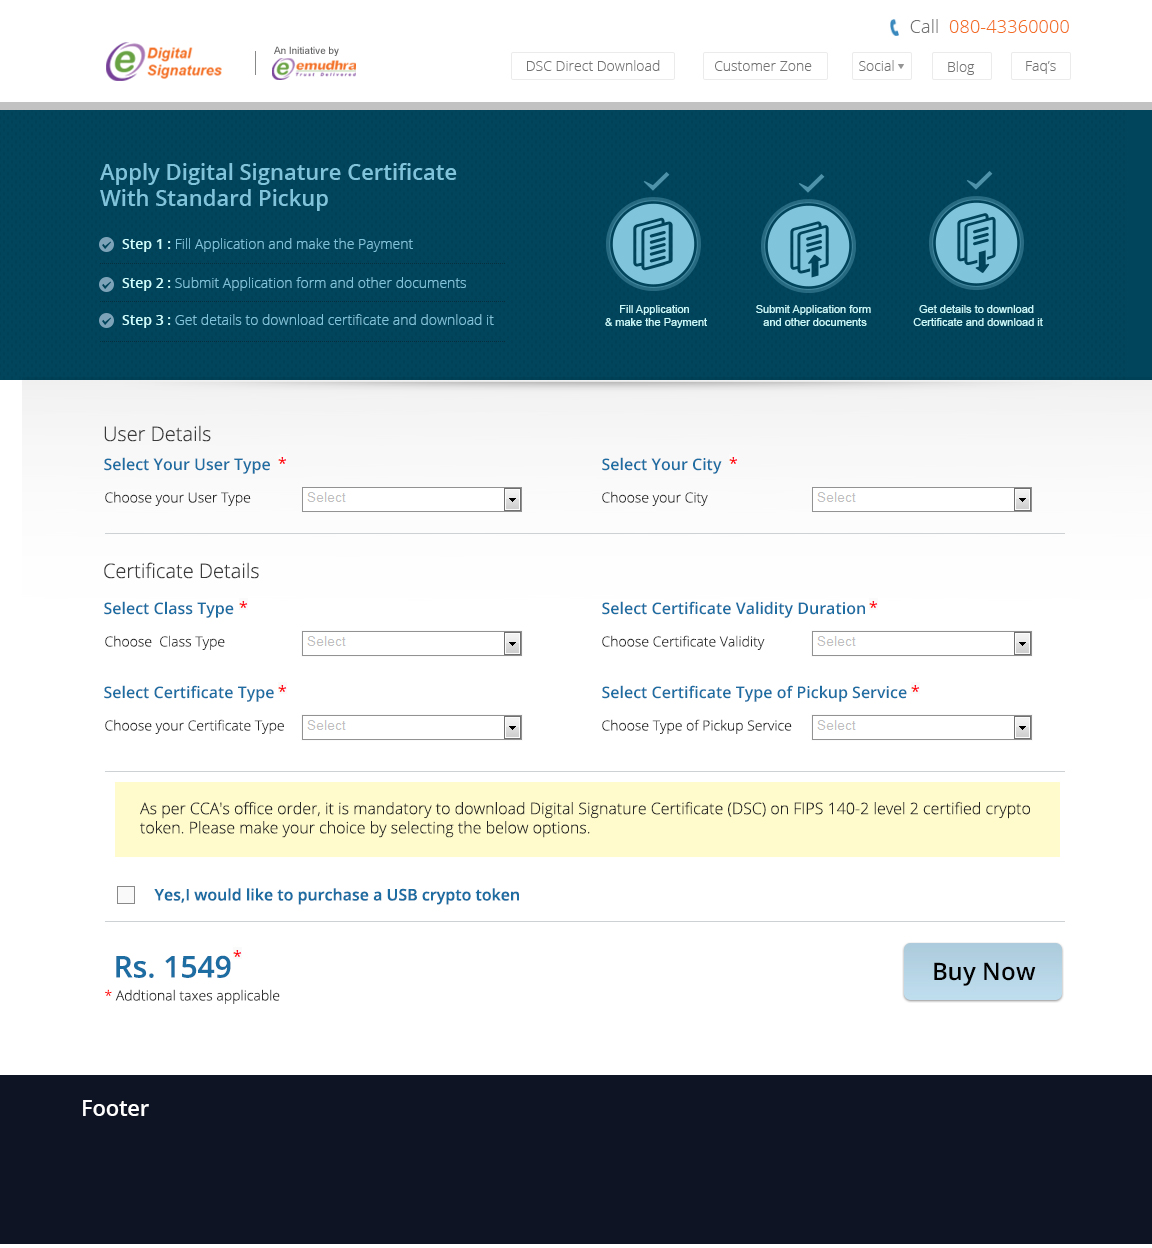 Call 080-43360000
e Digital
Signatures
An Initiative by
emudhra
Trust Delivered
DSC Direct Download
Customer Zone
Social
Blog
Faq's
Apply Digital Signature Certificate
With Standard Pickup
Step 1 : Fill Application and make the Payment
Step 2 : Submit Application form and other documents
Step 3 : Get details to download certificate and download it
Fill Application
& make the Payment
Submit Application form
and other documents
Get details to download
Certificate and download it
User Details
Select Your User Type *
Select Your City *
Choose your User Type
Select
Choose your City
Select
Certificate Details
Select Class Type *
Select Certificate Validity Duration *
Choose Class Type
Select
Choose Certificate Validity
Select
Select Certificate Type *
Select Certificate Type of Pickup Service *
Choose your Certificate Type
Select
Choose Type of Pickup Service
Select
As per CCA's office order, it is mandatory to download Digital Signature Certificate (DSC) on FIPS 140-2 level 2 certified crypto
token. Please make your choice by selecting the below options.
Yes,I would like to purchase a USB crypto token
Rs. 1549*
* Addtional taxes applicable
Buy Now
Footer